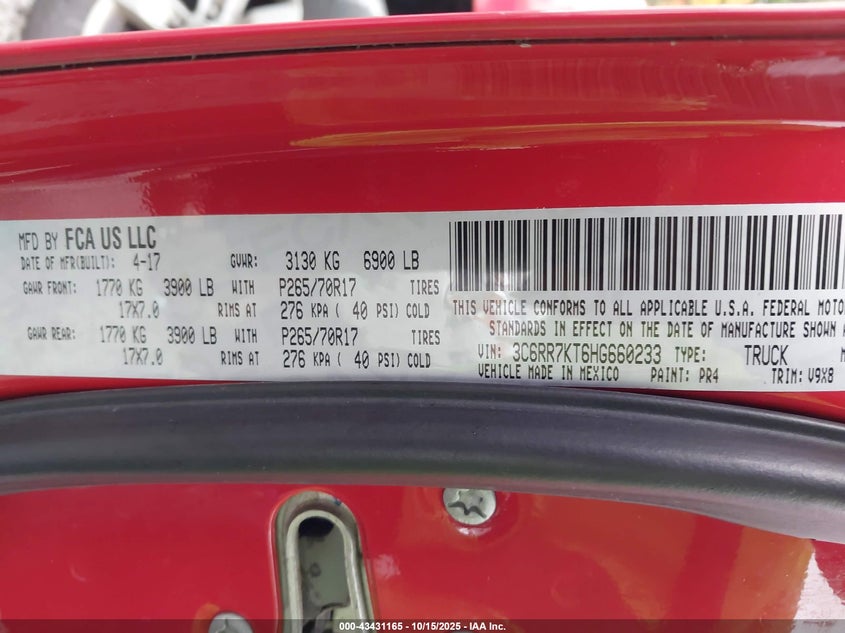 MFD BY FCA US LLC
DATE OF MFR(BUILT): 4-17 GVWR: 3130 KG 6900 LB
GAWR FRONT: 1770 KG 3900 LB WITH P265/70R17 TIRES
17X7.0 RIMS AT 276 KPA ( 40 PSI) COLD
GAWR REAR: 1770 KG 3900 LB WITH P265/70R17 TIRES
17X7.0 RIMS AT 276 KPA ( 40 PSI) COLD
THIS VEHICLE CONFORMS TO ALL APPLICABLE U.S.A. FEDERAL MOTO
STANDARDS IN EFFECT ON THE DATE OF MANUFACTURE SHOWN A
VIN: 3C6RR7KT6HG660233 TYPE: TRUCK M
VEHICLE MADE IN MEXICO PAINT: PR4 TRIM: V9X8
000-43431165 - 10/15/2025 - IAA Inc.